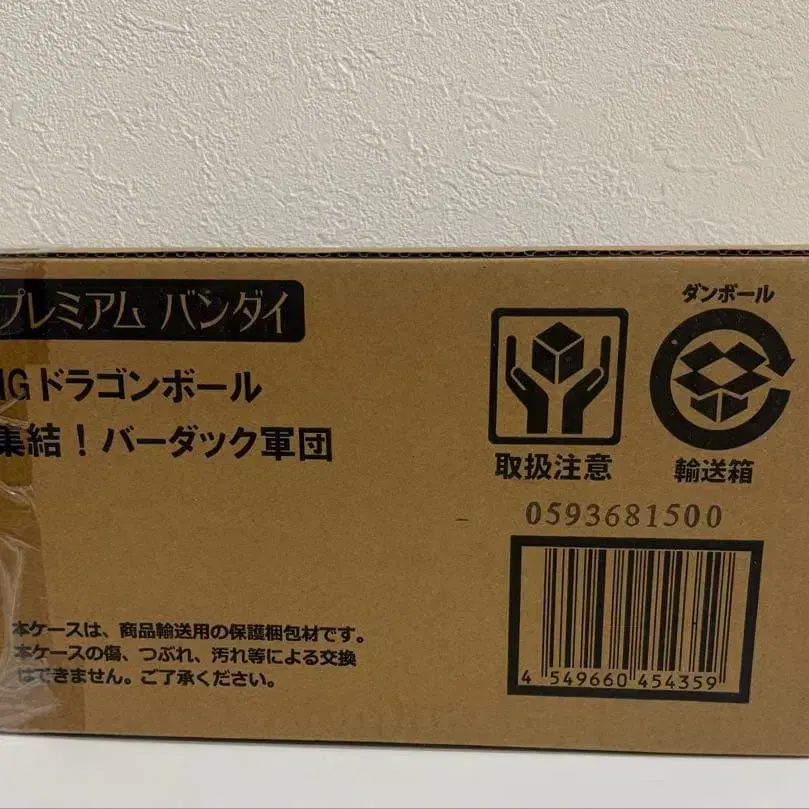 プレミアム バンダイ
HGドラゴンボール
集結！バーダック軍団
ダンボール
取扱注意
輸送箱
0593681500
4 549660 454359
本ケースは、商品輸送用の保護梱包材です。
本ケースの傷、つぶれ、汚れ等による交換
はできません。ご了承ください。